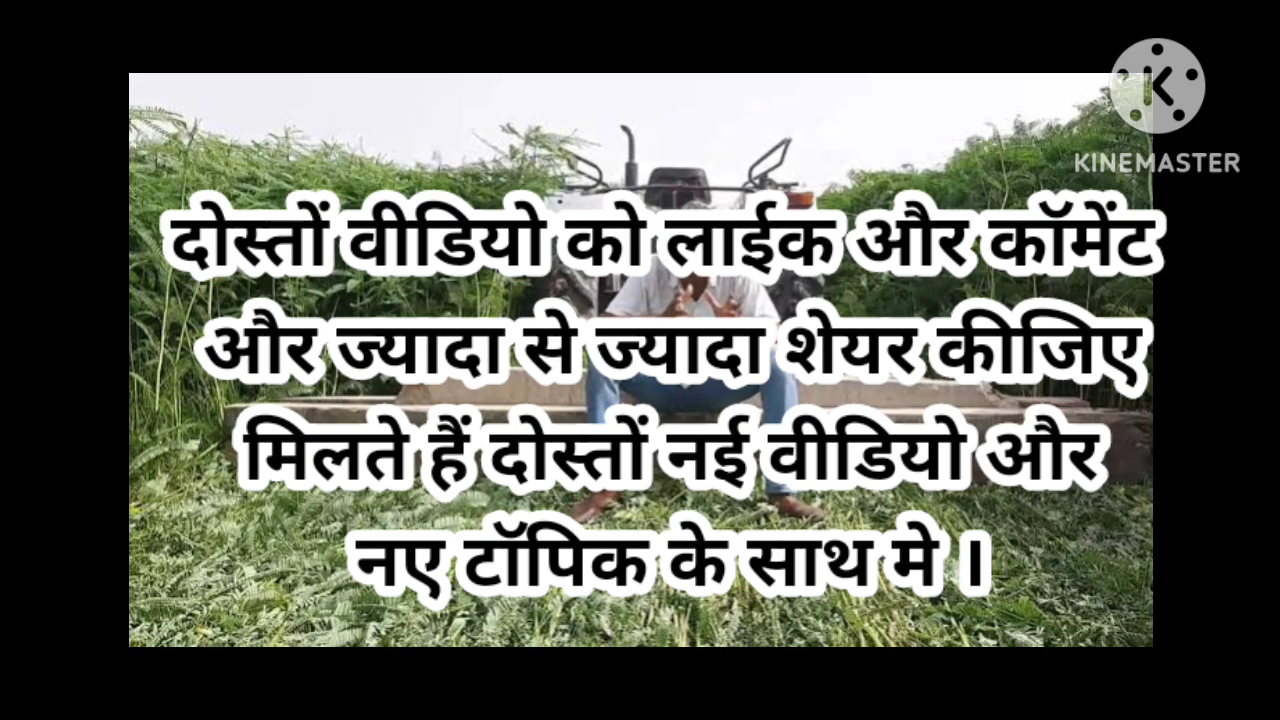 KINEMASTER
दोस्तों वीडियो को लाईक और कॉमेंट
और ज्यादा से ज्यादा शेयर कीजिए
मिलते हैं दोस्तों नई वीडियो और
नए टॉपिक के साथ मे ।